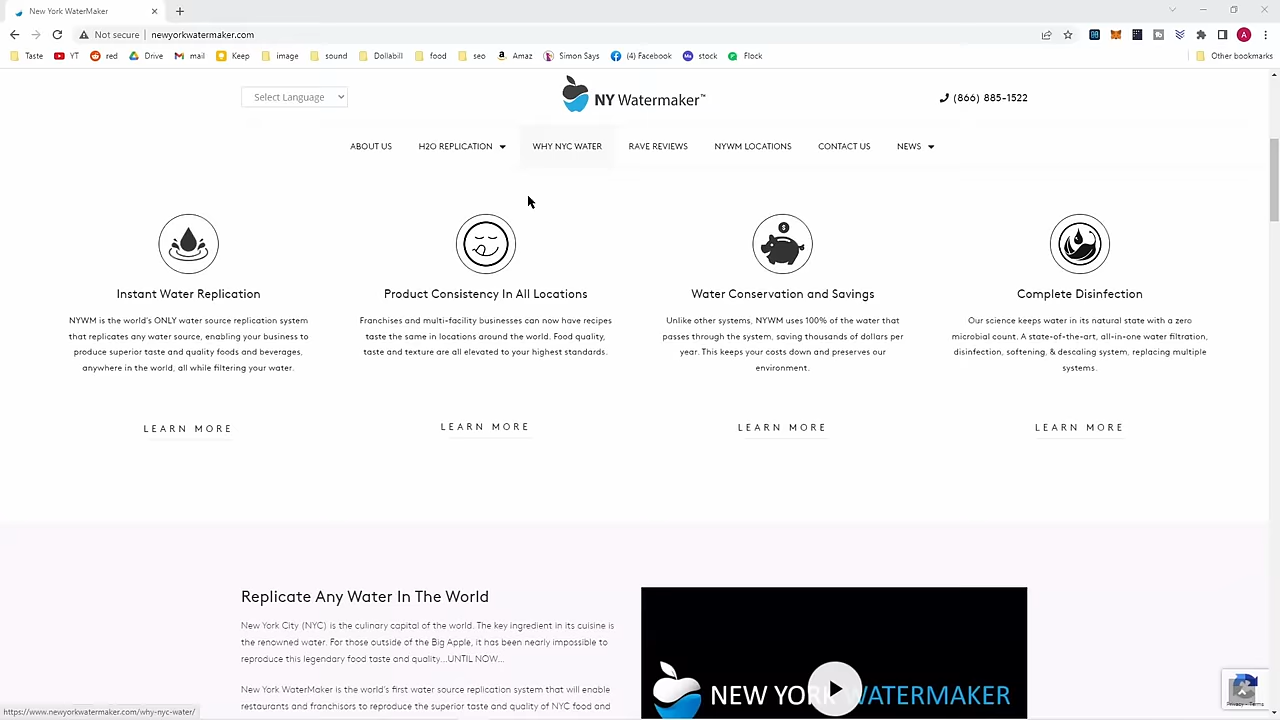 New York WaterMaker
Not secure
newyorkwatermaker.com
Taste
YT
red
Drive
mail
Keep
image
sound
Dollabill
food
seo
Amaz
Simon Says
(4) Facebook
stock
Flock
Other bookmarks
Select Language
NY Watermaker™
(866) 885-1522
ABOUT US
H2O REPLICATION
WHY NYC WATER
RAVE REVIEWS
NYWM LOCATIONS
CONTACT US
NEWS
Instant Water Replication
NYWM is the world's ONLY water source replication system
that replicates any water source, enabling your business to
produce superior taste and quality foods and beverages,
anywhere in the world, all while filtering your water.
LEARN MORE
Product Consistency In All Locations
Franchises and multi-facility businesses can now have recipes
taste the same in locations around the world. Food quality,
taste and texture are all elevated to your highest standards.
LEARN MORE
Water Conservation and Savings
Unlike other systems, NYWM uses 100% of the water that
passes through the system, saving thousands of dollars per
year. This keeps your costs down and preserves our
environment.
LEARN MORE
Complete Disinfection
Our science keeps water in its natural state with a zero
microbial count. A state-of-the-art, all-in-one water filtration,
disinfection, softening, & descaling system, replacing multiple
systems.
LEARN MORE
Replicate Any Water In The World
New York City (NYC) is the culinary capital of the world. The key ingredient in its cuisine is
the renowned water. For those outside of the Big Apple, it has been nearly impossible to
reproduce this legendary food taste and quality...UNTIL NOW...
New York WaterMaker is the world's first water source replication system that will enable
restaurants and franchisors to reproduce the superior taste and quality of NYC food and
NEW YORK WATERMAKER
Privacy - Terms
https://www.newyorkwatermaker.com/why-nyc-water/